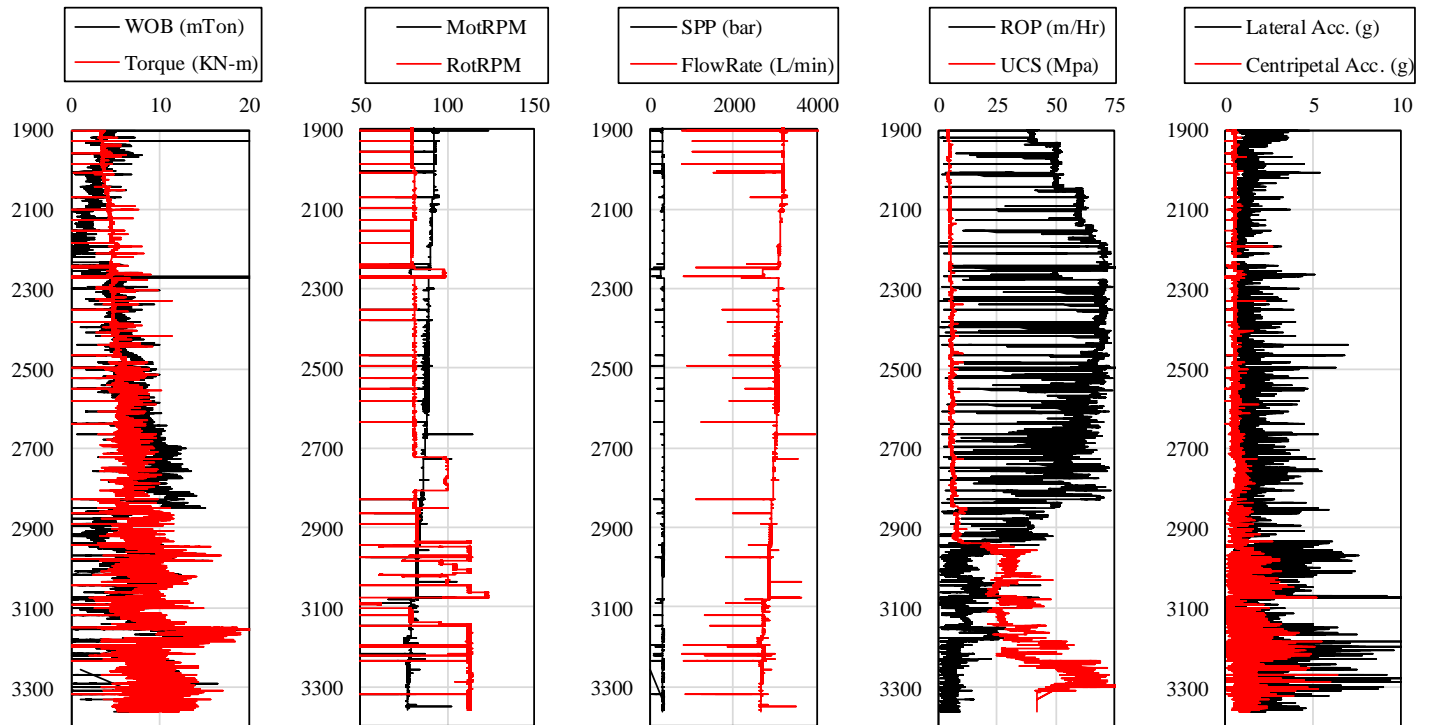 WOB (mTon)
Torque (KN-m)
MotRPM
RotRPM
SPP (bar)
FlowRate (L/min)
ROP (m/Hr)
UCS (Mpa)
Lateral Acc. (g)
Centripetal Acc. (g)
0 10 20
50 100 150
0 2000 4000
0 25 50 75
0 5 10
1900 1900 1900 1900 1900
2100 2100 2100 2100 2100
2300 2300 2300 2300 2300
2500 2500 2500 2500 2500
2700 2700 2700 2700 2700
2900 2900 2900 2900 2900
3100 3100 3100 3100 3100
3300 3300 3300 3300 3300